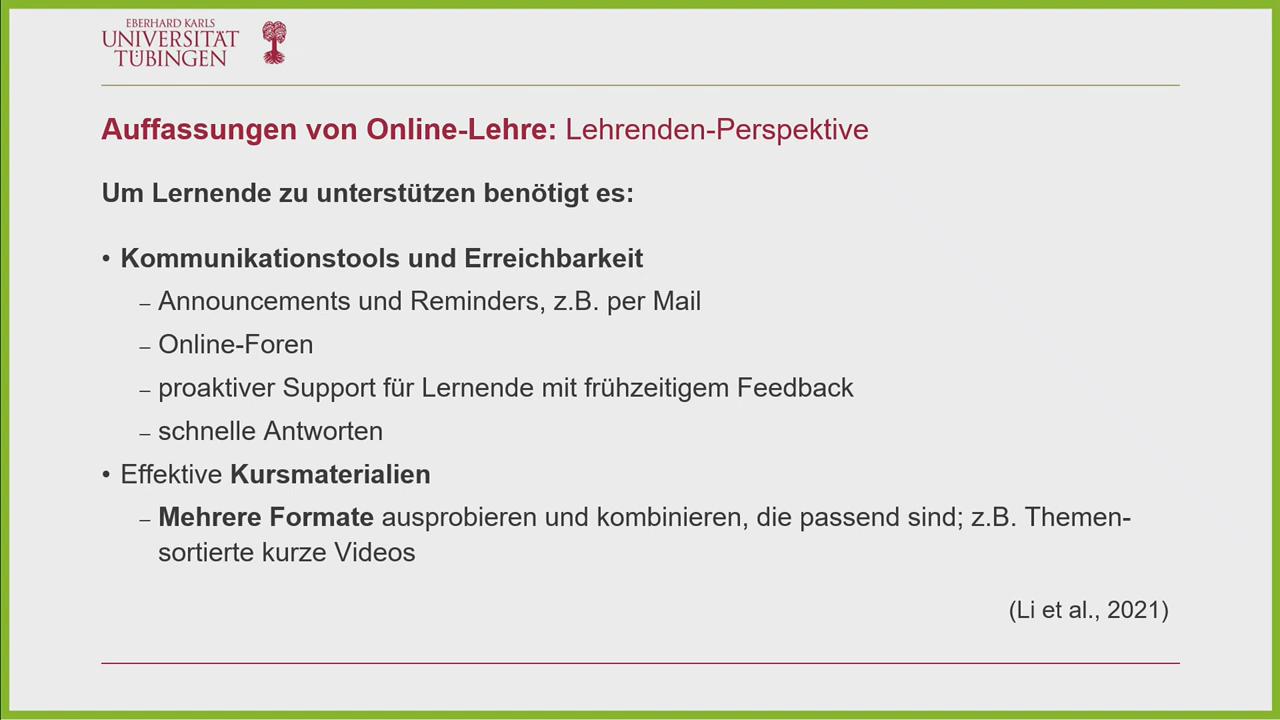 EBERHARD KARLS
UNIVERSITÄT
TÜBINGEN
Auffassungen von Online-Lehre: Lehrenden-Perspektive
Um Lernende zu unterstützen benötigt es:
• Kommunikationstools und Erreichbarkeit
– Announcements und Reminders, z.B. per Mail
– Online-Foren
– proaktiver Support für Lernende mit frühzeitigem Feedback
– schnelle Antworten
• Effektive Kursmaterialien
– Mehrere Formate ausprobieren und kombinieren, die passend sind; z.B. Themen-
sortierte kurze Videos
(Li et al., 2021)